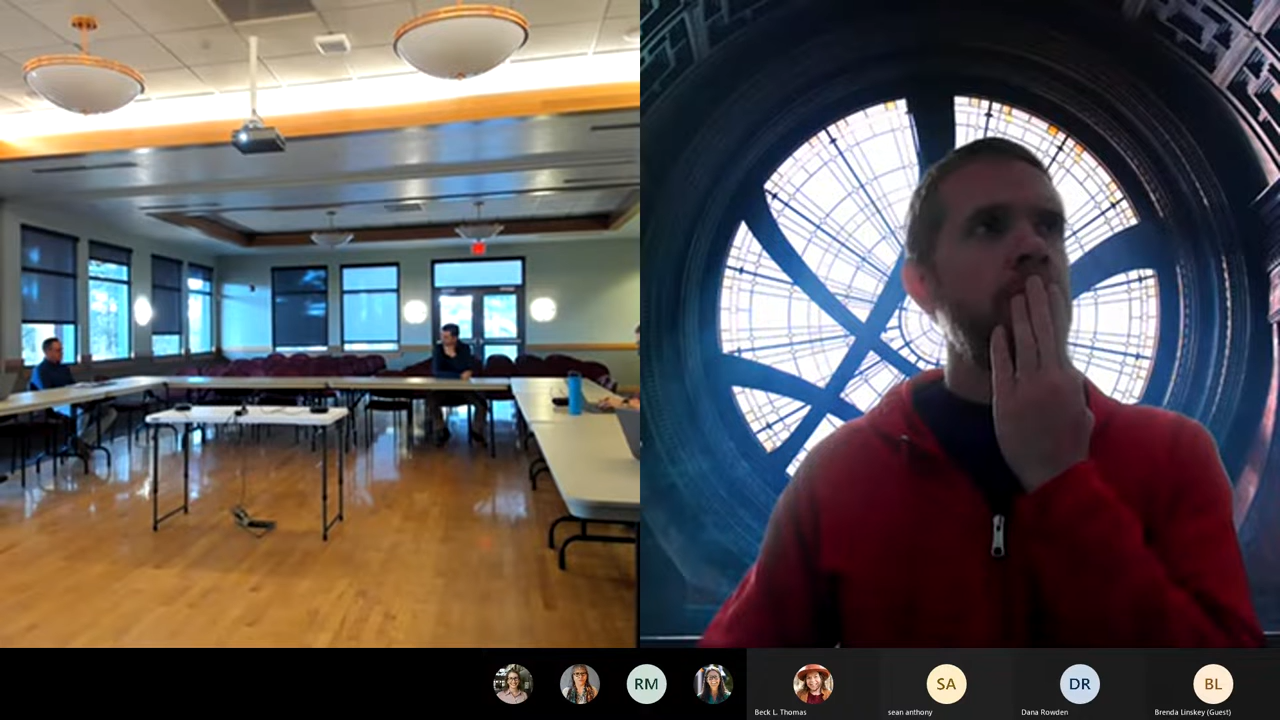 RM
SA
DR
BL
Beck L. Thomas
sean anthony
Dana Rowden
Brenda Linskey (Guest)